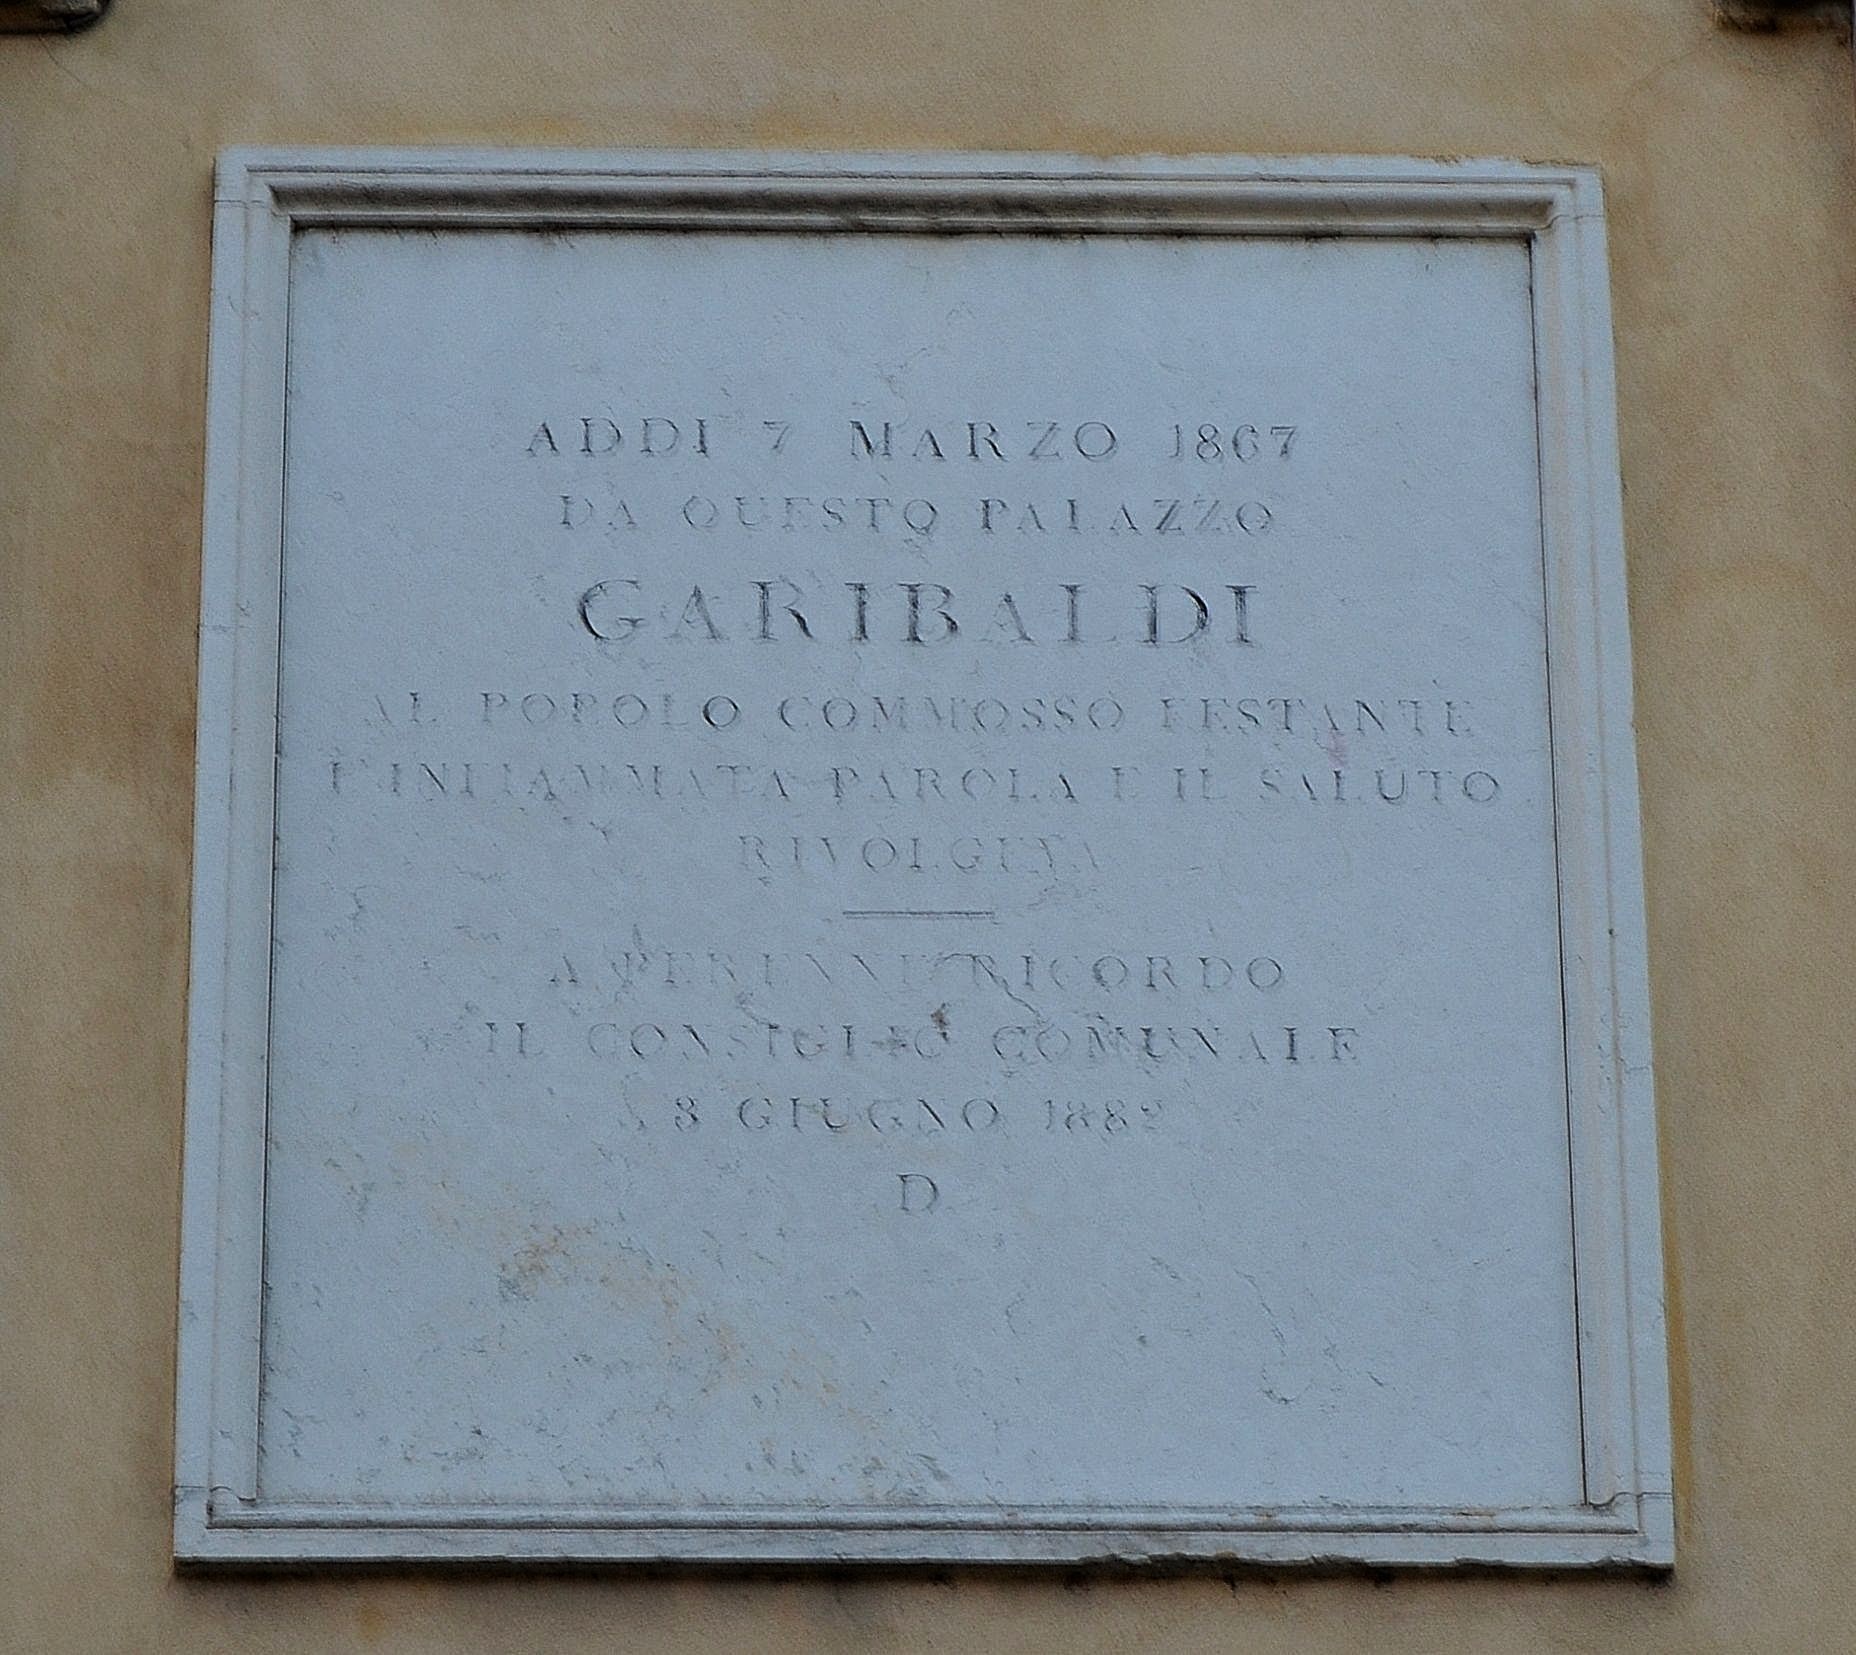 ADDI 7 MARZO 1867
DA QUESTO PALAZZO
GARIBALDI
AL POPOLO COMMOSSO FESTANTE
L'INFIAMMATA PAROLA E IL SALUTO
RIVOLGEVA
A PERENNE RICORDO
IL CONSIGLIO COMUNALE
8 GIUGNO 1882
D